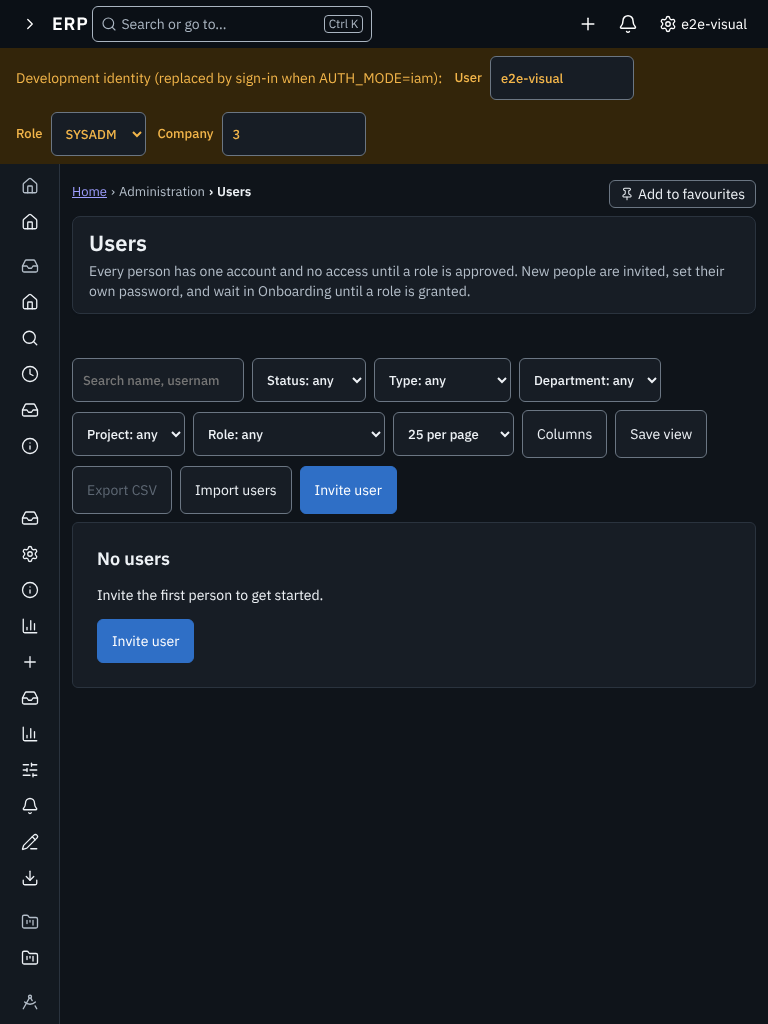 ERP Search or go to... Ctrl K e2e-visual
Development identity (replaced by sign-in when AUTH_MODE=iam): User e2e-visual
Role SYSADM Company 3
Home › Administration › Users Add to favourites
Users
Every person has one account and no access until a role is approved. New people are invited, set their
own password, and wait in Onboarding until a role is granted.
Search name, usernam Status: any Type: any Department: any
Project: any Role: any 25 per page Columns Save view
Export CSV Import users Invite user
No users
Invite the first person to get started.
Invite user